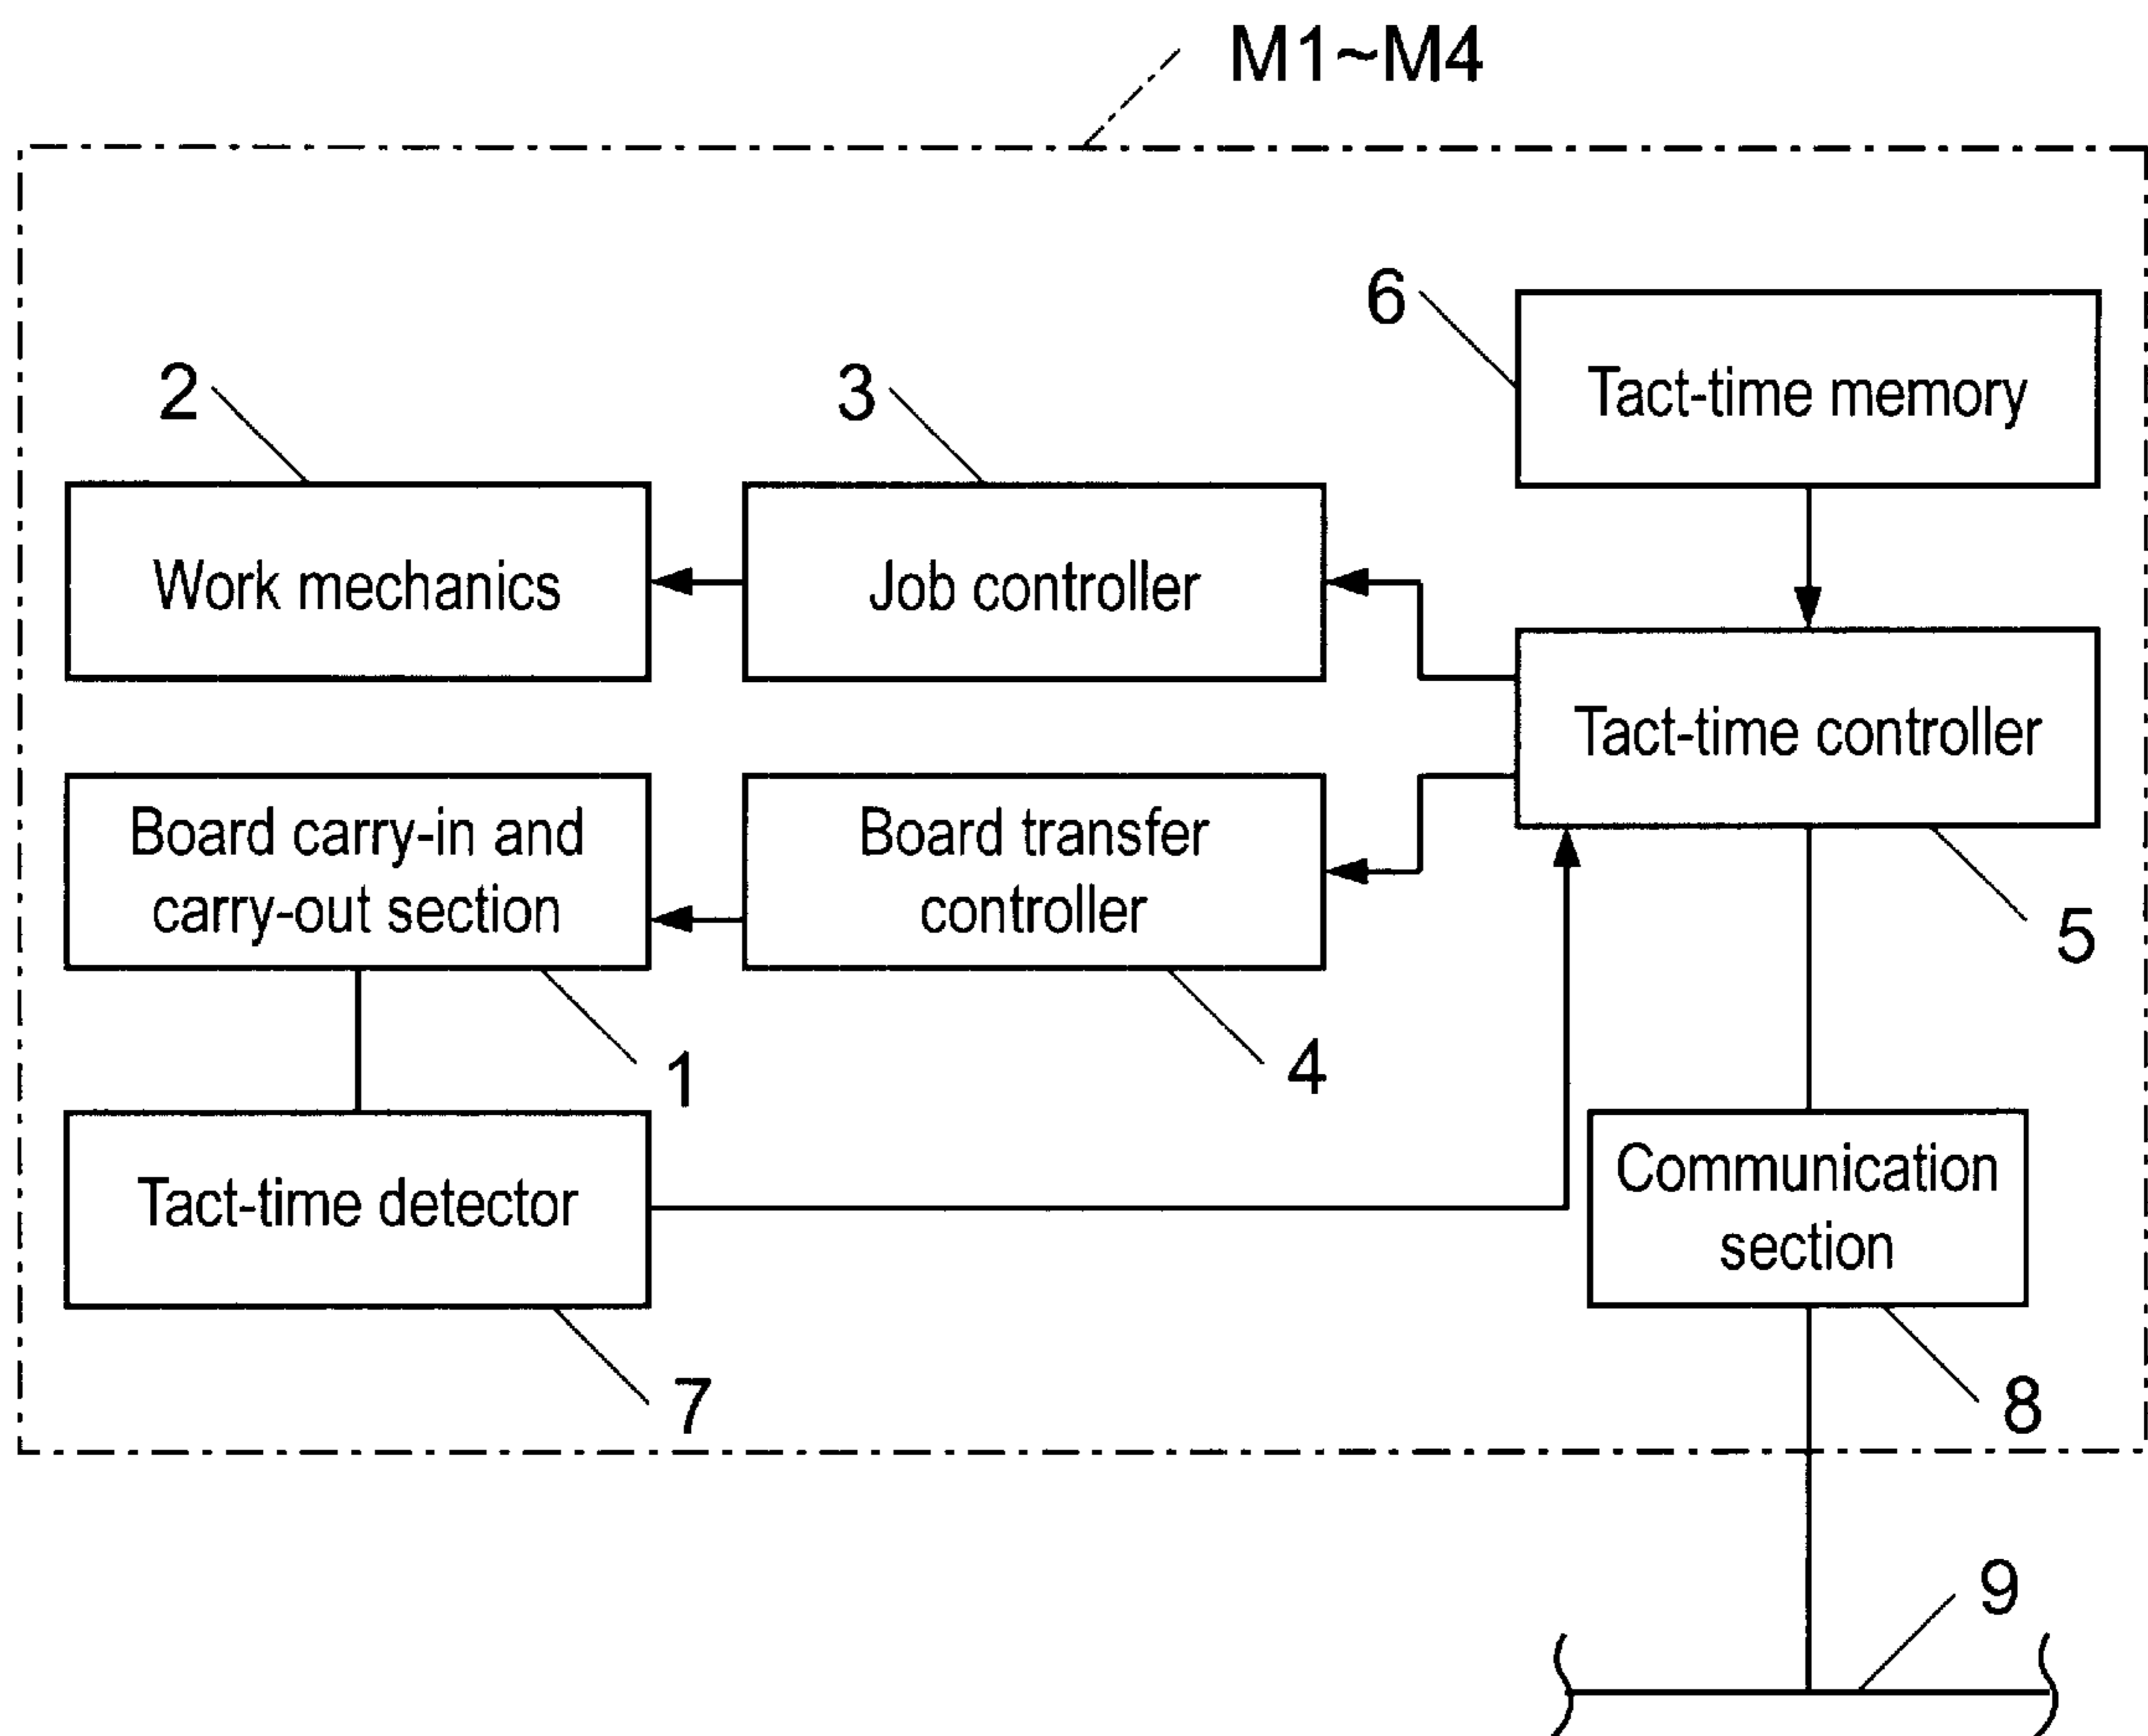 M1~M4
6
Tact-time memory
2
3
Work mechanics
Job controller
Tact-time controller
Board carry-in and
carry-out section
Board transfer
controller
5
1
4
Tact-time detector
Communication
section
7
8
9